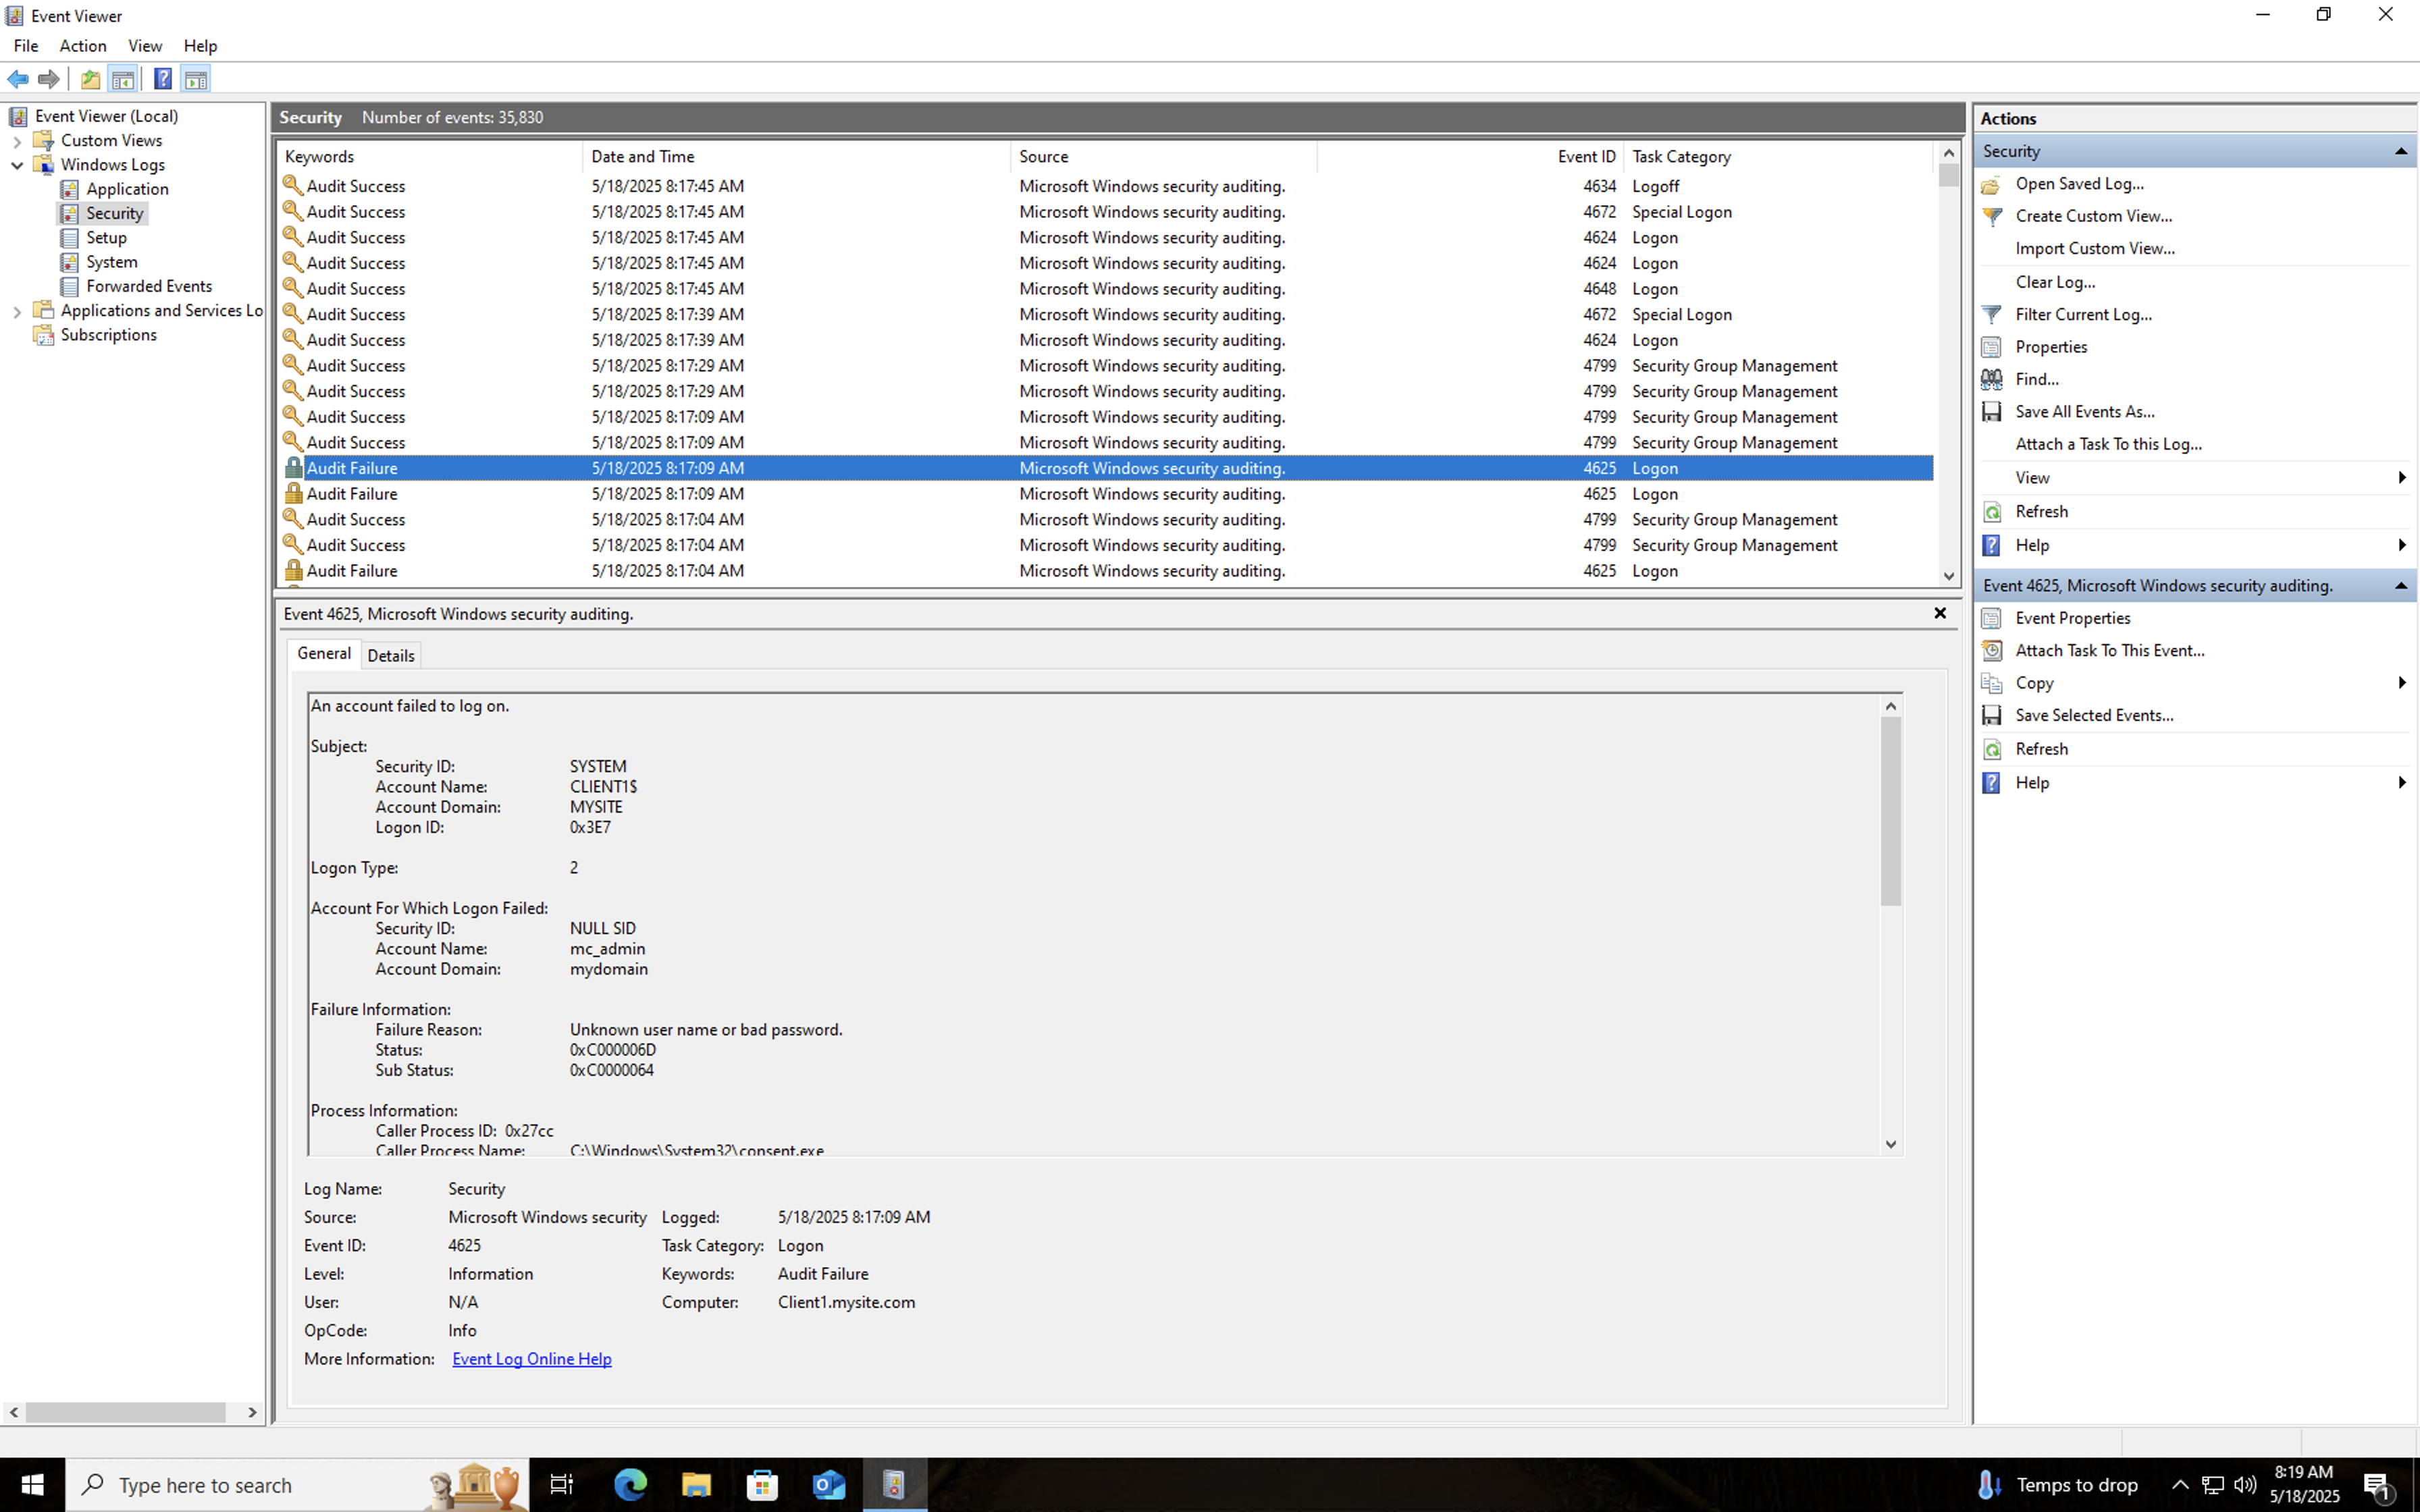 Event Viewer
File Action View Help
Event Viewer (Local)
Custom Views
Windows Logs
Application
Security
Setup
System
Forwarded Events
Applications and Services Lo
Subscriptions
Security Number of events: 35,830
Keywords Date and Time Source Event ID Task Category
Audit Success 5/18/2025 8:17:45 AM Microsoft Windows security auditing. 4634 Logoff
Audit Success 5/18/2025 8:17:45 AM Microsoft Windows security auditing. 4672 Special Logon
Audit Success 5/18/2025 8:17:45 AM Microsoft Windows security auditing. 4624 Logon
Audit Success 5/18/2025 8:17:45 AM Microsoft Windows security auditing. 4624 Logon
Audit Success 5/18/2025 8:17:45 AM Microsoft Windows security auditing. 4648 Logon
Audit Success 5/18/2025 8:17:39 AM Microsoft Windows security auditing. 4672 Special Logon
Audit Success 5/18/2025 8:17:39 AM Microsoft Windows security auditing. 4624 Logon
Audit Success 5/18/2025 8:17:29 AM Microsoft Windows security auditing. 4799 Security Group Management
Audit Success 5/18/2025 8:17:29 AM Microsoft Windows security auditing. 4799 Security Group Management
Audit Success 5/18/2025 8:17:09 AM Microsoft Windows security auditing. 4799 Security Group Management
Audit Success 5/18/2025 8:17:09 AM Microsoft Windows security auditing. 4799 Security Group Management
Audit Failure 5/18/2025 8:17:09 AM Microsoft Windows security auditing. 4625 Logon
Audit Failure 5/18/2025 8:17:09 AM Microsoft Windows security auditing. 4625 Logon
Audit Success 5/18/2025 8:17:04 AM Microsoft Windows security auditing. 4799 Security Group Management
Audit Success 5/18/2025 8:17:04 AM Microsoft Windows security auditing. 4799 Security Group Management
Audit Failure 5/18/2025 8:17:04 AM Microsoft Windows security auditing. 4625 Logon
Event 4625, Microsoft Windows security auditing.
General Details
An account failed to log on.
Subject:
Security ID: SYSTEM
Account Name: CLIENT1$
Account Domain: MYSITE
Logon ID: 0x3E7
Logon Type: 2
Account For Which Logon Failed:
Security ID: NULL SID
Account Name: mc_admin
Account Domain: mydomain
Failure Information:
Failure Reason: Unknown user name or bad password.
Status: 0xC000006D
Sub Status: 0xC0000064
Process Information:
Caller Process ID: 0x27cc
Caller Process Name: C:\Windows\System32\consent.exe
Log Name: Security
Source: Microsoft Windows security Logged: 5/18/2025 8:17:09 AM
Event ID: 4625 Task Category: Logon
Level: Information Keywords: Audit Failure
User: N/A Computer: Client1.mysite.com
OpCode: Info
More Information: Event Log Online Help
Actions
Security
Open Saved Log...
Create Custom View...
Import Custom View...
Clear Log...
Filter Current Log...
Properties
Find...
Save All Events As...
Attach a Task To this Log...
View
Refresh
Help
Event 4625, Microsoft Windows security auditing.
Event Properties
Attach Task To This Event...
Copy
Save Selected Events...
Refresh
Help
Type here to search
Temps to drop
8:19 AM
5/18/2025
1